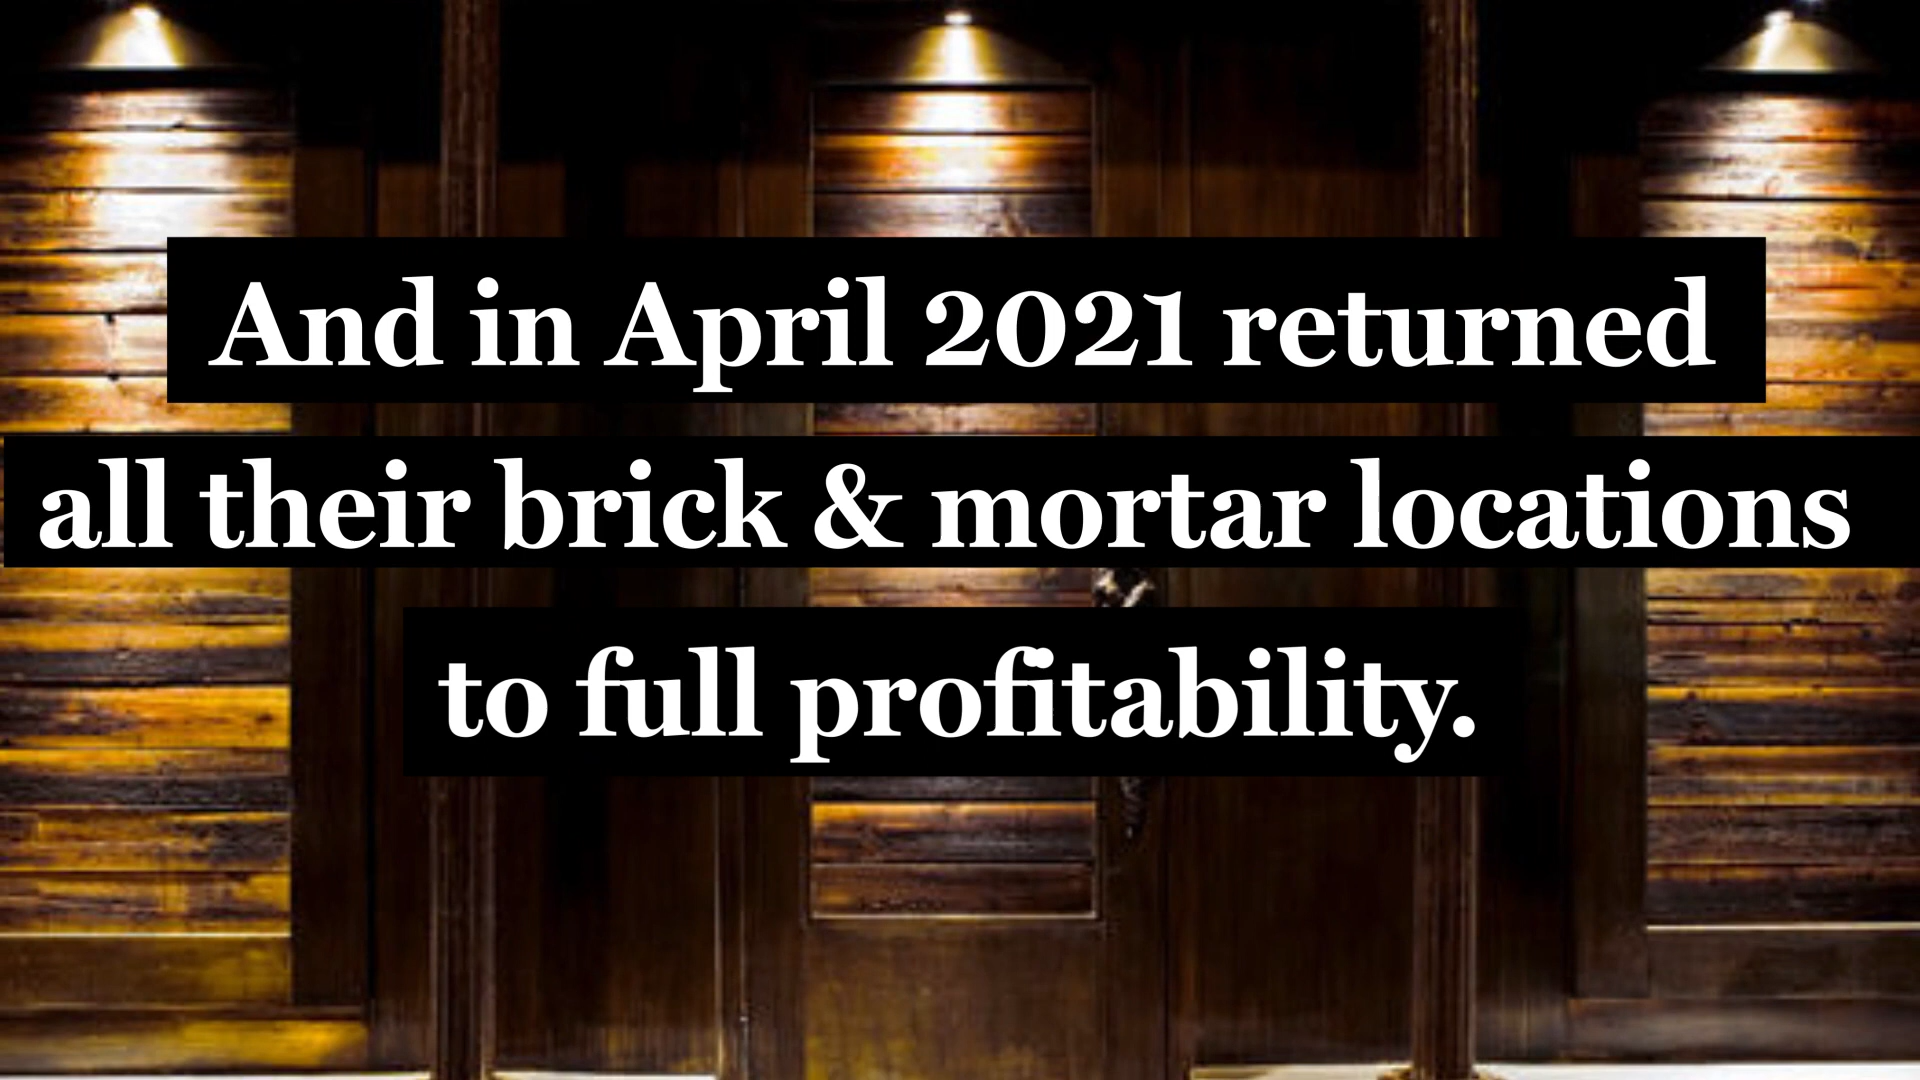 And in April 2021 returned
all their brick & mortar locations
to full profitability.